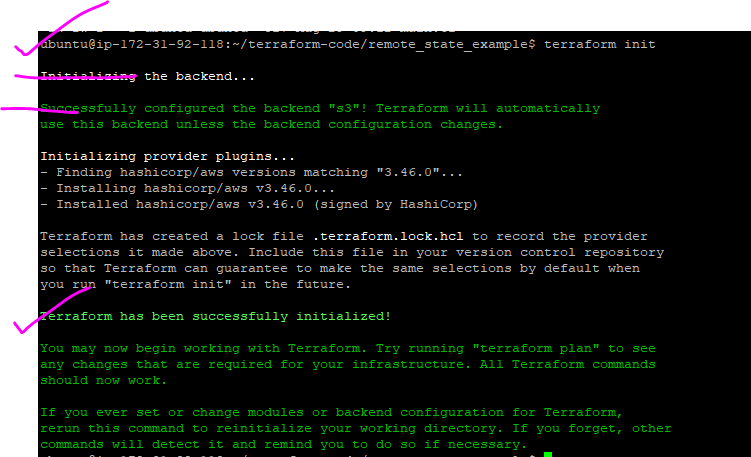 ubuntu@ip-172-31-92-118:~/terraform-code/remote_state_example$ terraform init
Initializing the backend...
Successfully configured the backend "s3"! Terraform will automatically
use this backend unless the backend configuration changes.
Initializing provider plugins...
- Finding hashicorp/aws versions matching "3.46.0"...
- Installing hashicorp/aws v3.46.0...
- Installed hashicorp/aws v3.46.0 (signed by HashiCorp)
Terraform has created a lock file .terraform.lock.hcl to record the provider
selections it made above. Include this file in your version control repository
so that Terraform can guarantee to make the same selections by default when
you run "terraform init" in the future.
Terraform has been successfully initialized!
You may now begin working with Terraform. Try running "terraform plan" to see
any changes that are required for your infrastructure. All Terraform commands
should now work.
If you ever set or change modules or backend configuration for Terraform,
rerun this command to reinitialize your working directory. If you forget, other
commands will detect it and remind you to do so if necessary.